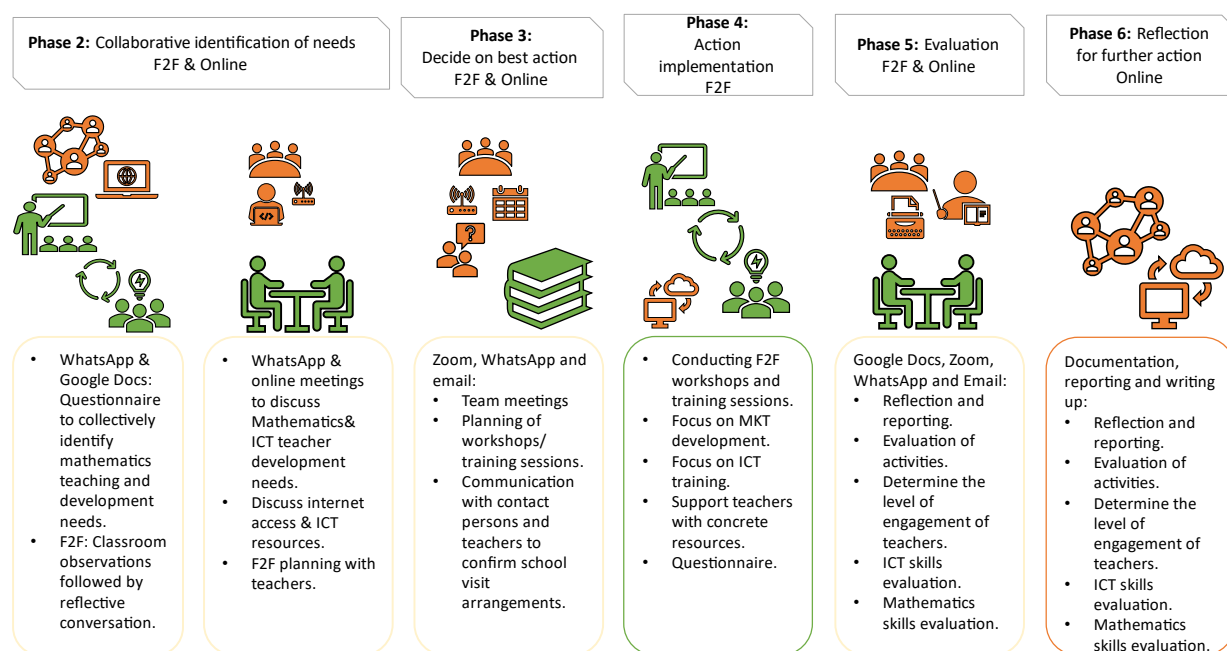 Phase 2: Collaborative identification of needs
F2F & Online
Phase 3:
Decide on best action
F2F & Online
Phase 4:
Action
implementation
F2F
Phase 5: Evaluation
F2F & Online
Phase 6: Reflection
for further action
Online
?
</>
• WhatsApp &
Google Docs:
Questionnaire
to collectively
identify
mathematics
teaching and
development
needs.
• F2F: Classroom
observations
followed by
reflective
conversation.
• WhatsApp &
online meetings
to discuss
Mathematics&
ICT teacher
development
needs.
• Discuss internet
access & ICT
resources.
• F2F planning with
teachers.
Zoom, WhatsApp and
email:
• Team meetings
• Planning of
workshops/
training sessions.
• Communication
with contact
persons and
teachers to
confirm school
visit
arrangements.
• Conducting F2F
workshops and
training sessions.
• Focus on MKT
development.
• Focus on ICT
training.
• Support teachers
with concrete
resources.
• Questionnaire.
Google Docs, Zoom,
WhatsApp and Email:
• Reflection and
reporting.
• Evaluation of
activities.
• Determine the
level of
engagement of
teachers.
• ICT skills
evaluation.
• Mathematics
skills evaluation.
Documentation,
reporting and writing
up:
• Reflection and
reporting.
• Evaluation of
activities.
• Determine the
level of
engagement of
teachers.
• ICT skills
evaluation.
• Mathematics
skills evaluation.